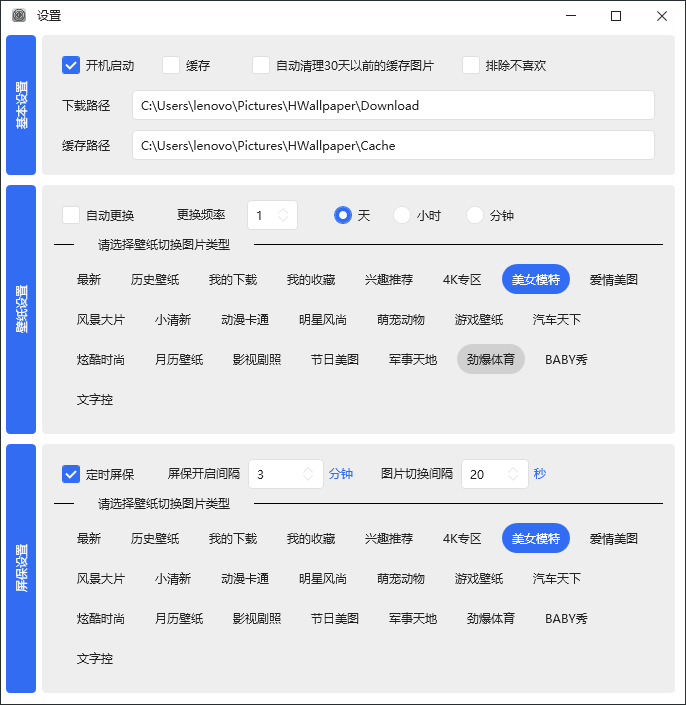 设置
基本设置
开机启动 缓存 自动清理30天以前的缓存图片 排除不喜欢
下载路径 C:\Users\lenovo\Pictures\HWallpaper\Download
缓存路径 C:\Users\lenovo\Pictures\HWallpaper\Cache
壁纸设置
自动更换 更换频率 1 天 小时 分钟
请选择壁纸切换图片类型
最新 历史壁纸 我的下载 我的收藏 兴趣推荐 4K专区 美女模特 爱情美图
风景大片 小清新 动漫卡通 明星风尚 萌宠动物 游戏壁纸 汽车天下
炫酷时尚 月历壁纸 影视剧照 节日美图 军事天地 劲爆体育 BABY秀
文字控
屏保设置
定时屏保 屏保开启间隔 3 分钟 图片切换间隔 20 秒
请选择壁纸切换图片类型
最新 历史壁纸 我的下载 我的收藏 兴趣推荐 4K专区 美女模特 爱情美图
风景大片 小清新 动漫卡通 明星风尚 萌宠动物 游戏壁纸 汽车天下
炫酷时尚 月历壁纸 影视剧照 节日美图 军事天地 劲爆体育 BABY秀
文字控